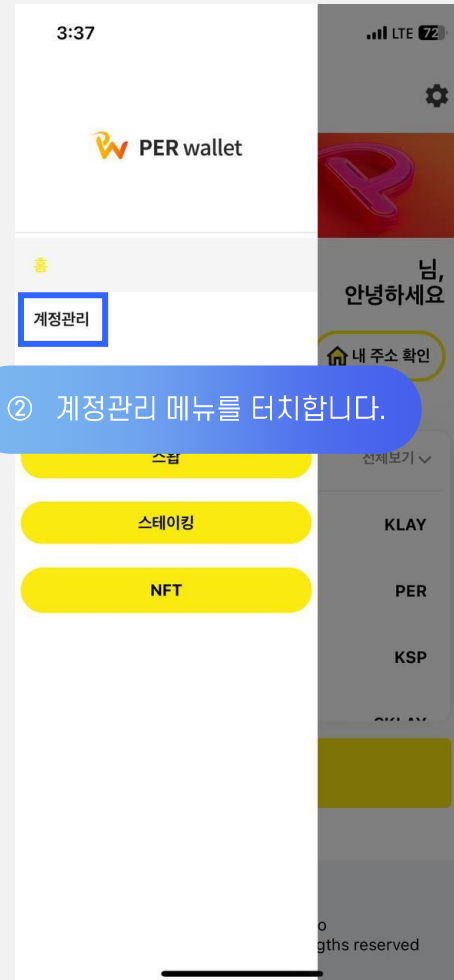 3:37
LTE 72
PER wallet
홈
님,
안녕하세요
계정관리
내 주소 확인
② 계정관리 메뉴를 터치합니다.
스왑
전체보기
스테이킹
KLAY
NFT
PER
KSP
o
gths reserved